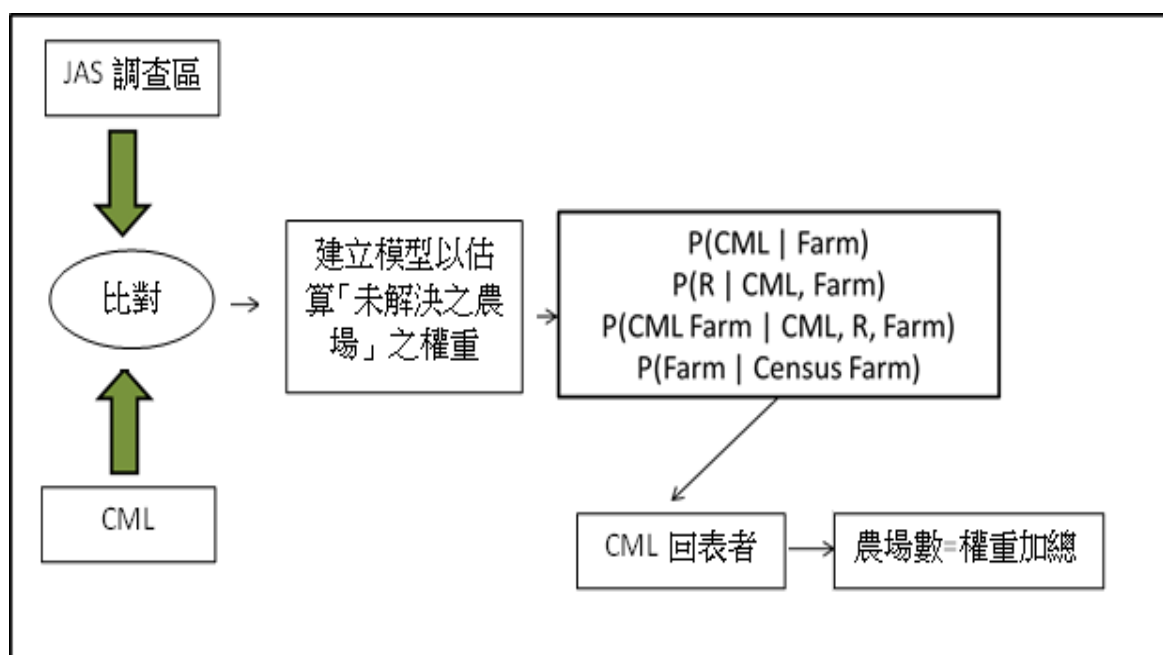 JAS 調查區
比對
CML
建立模型以估
算「未解決之農
場」之權重
P(CML | Farm)
P(R | CML, Farm)
P(CML Farm | CML, R, Farm)
P(Farm | Census Farm)
CML 回表者
農場數=權重加總